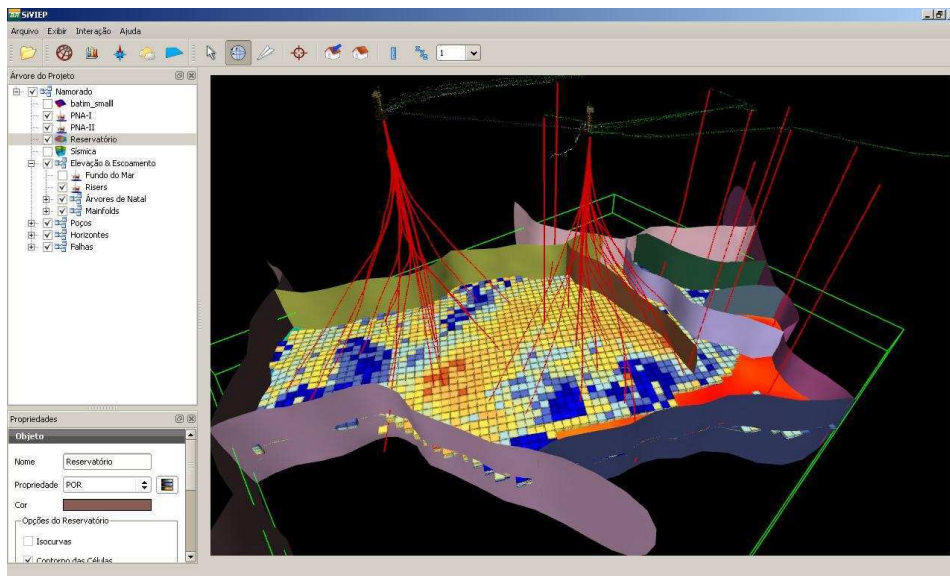 SiVIEP
Arquivo Exibir Interação Ajuda
1
Árvore do Projeto
Namorado
batim_smalll
PNA-I
PNA-II
Reservatório
Sísmica
Elevação & Escoamento
Fundo do Mar
Risers
Árvores de Natal
Mainfolds
Poços
Horizontes
Falhas
Propriedades
Objeto
Nome Reservatório
Propriedade POR
Cor
Opções do Reservatório
Isocurvas
Contorno das Células